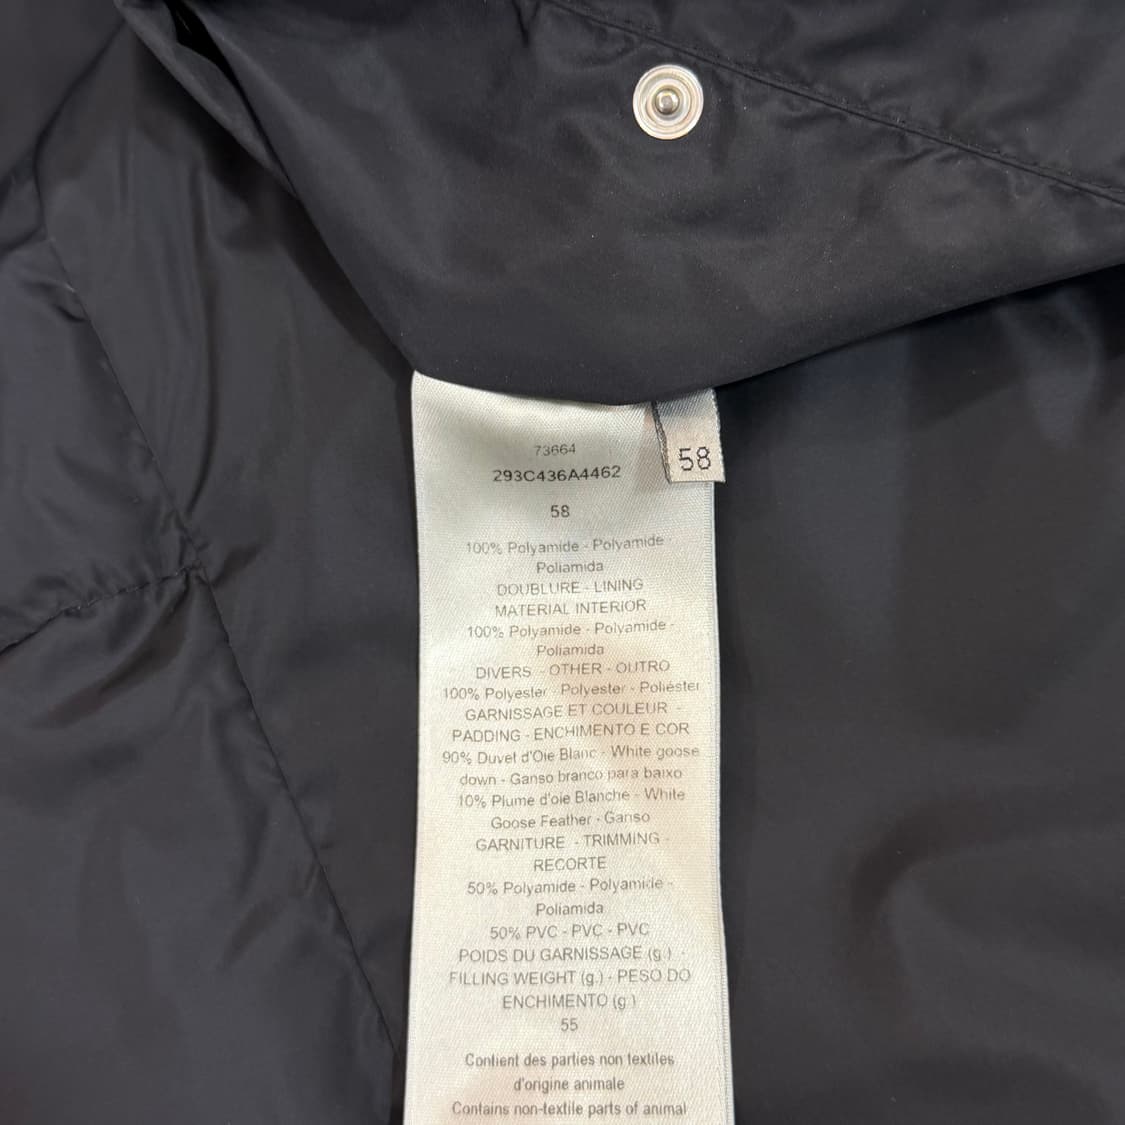 73664
293C436A4462
58
58
100% Polyamide - Polyamide
Poliamida
DOUBLURE - LINING
MATERIAL INTERIOR
100% Polyamide - Polyamide -
Poliamida
DIVERS - OTHER - OUTRO
100% Polyester - Polyester - Poliéster
GARNISSAGE ET COULEUR -
PADDING - ENCHIMENTO E COR
90% Duvet d'Oie Blanc - White goose
down - Ganso branco para baixo
10% Plume d'oie Blanche - White
Goose Feather - Ganso
GARNITURE - TRIMMING -
RECORTE
50% Polyamide - Polyamide -
Poliamida
50% PVC - PVC - PVC
POIDS DU GARNISSAGE (g.) -
FILLING WEIGHT (g.) - PESO DO
ENCHIMENTO (g.)
55
Contient des parties non textiles
d'origine animale
Contains non-textile parts of animal